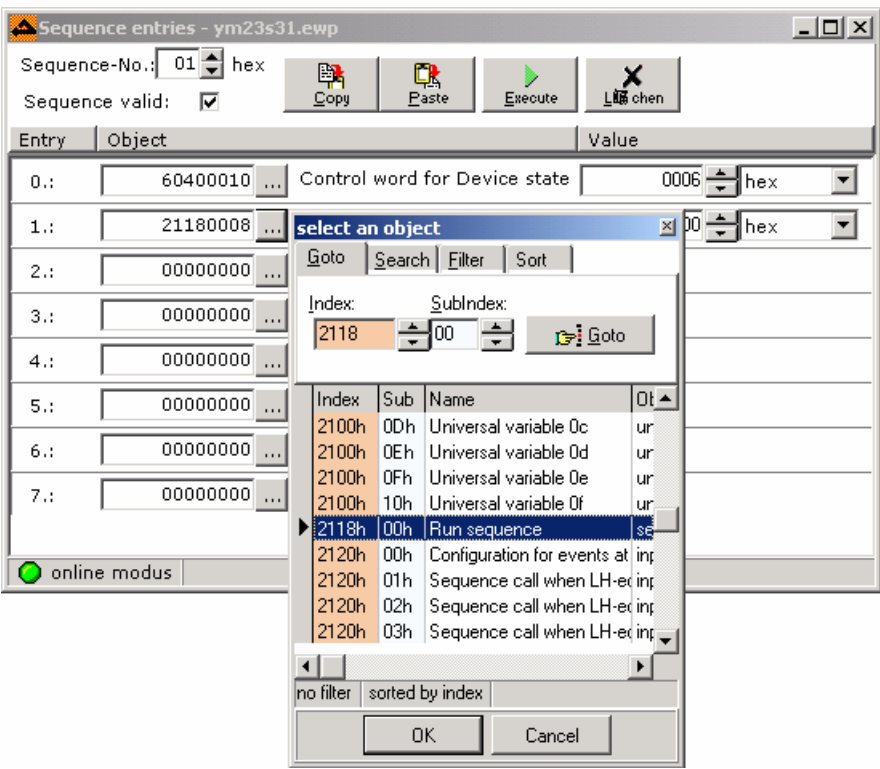 Sequence entries - ym23s31.ewp
Sequence-No.: 01 hex
Sequence valid:
Copy Paste Execute
Entry Object Value
0.: 60400010 ... Control word for Device state 0006 hex
1.: 21180008 ... hex
2.: 00000000 ...
3.: 00000000 ...
4.: 00000000 ...
5.: 00000000 ...
6.: 00000000 ...
7.: 00000000 ...
online modus
select an object
Goto Search Filter Sort
Index: SubIndex:
2118 00 Goto
Index Sub Name
2100h 0Dh Universal variable 0c
2100h 0Eh Universal variable 0d
2100h 0Fh Universal variable 0e
2100h 10h Universal variable 0f
2118h 00h Run sequence
2120h 00h Configuration for events at
2120h 01h Sequence call when
2120h 02h Sequence call when
2120h 03h Sequence call when
no filter sorted by index
OK Cancel